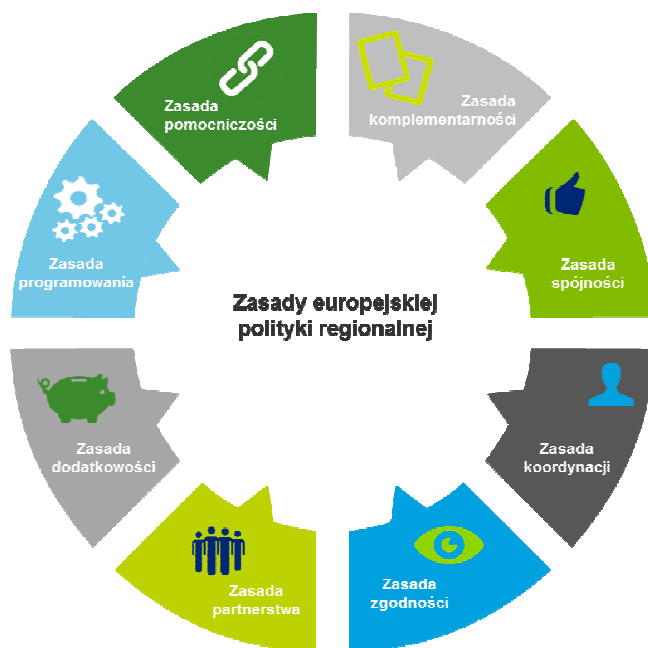 Zasady europejskiej
polityki regionalnej
Zasada
komplementarności
Zasada
spójności
Zasada
koordynacji
Zasada
zgodności
Zasada
partnerstwa
Zasada
dodatkowości
Zasada
programowania
Zasada
pomocniczości